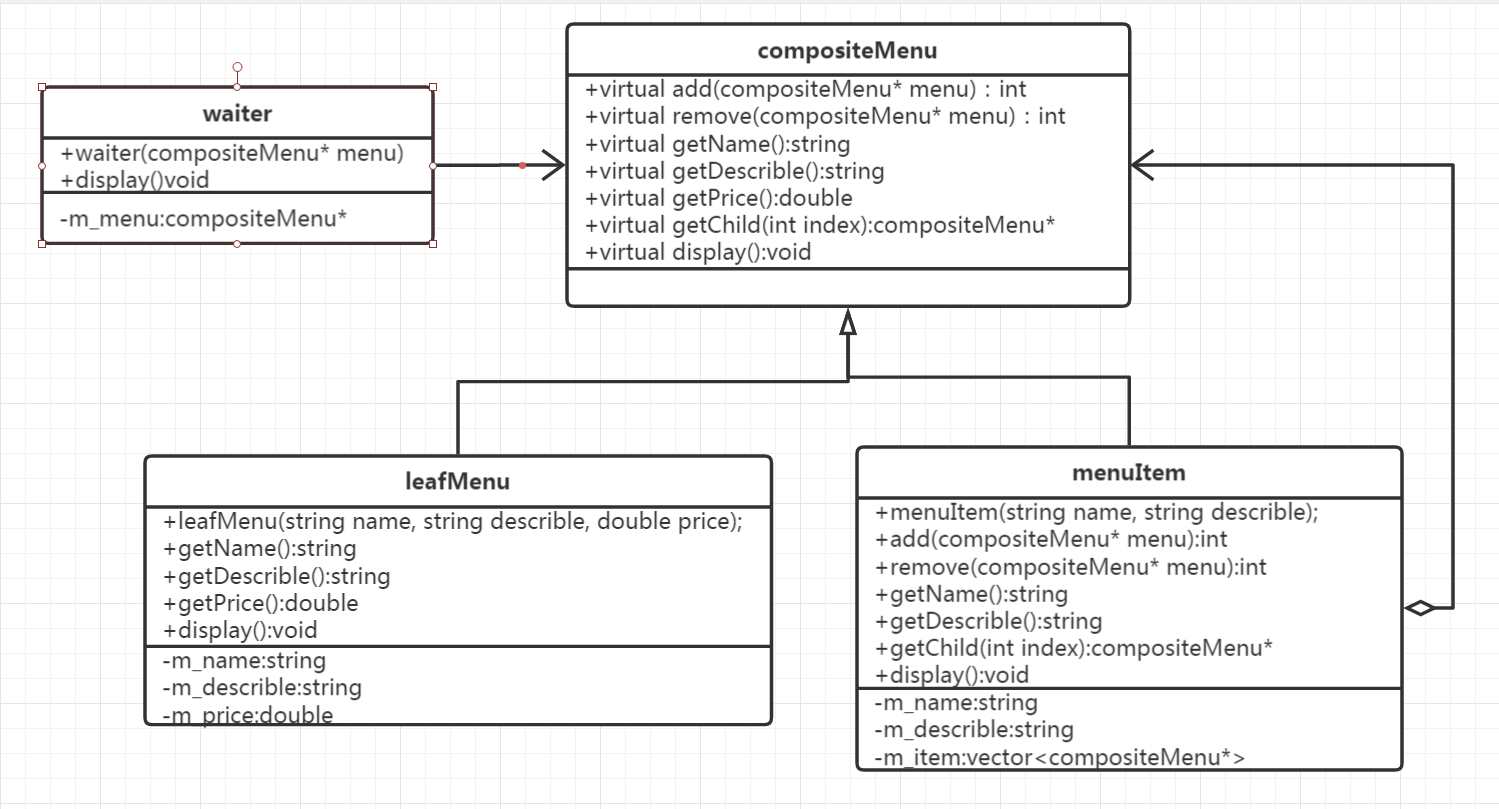 compositeMenu
+virtual add(compositeMenu* menu)：int
+virtual remove(compositeMenu* menu)：int
+virtual getName():string
+virtual getDescrible():string
+virtual getPrice():double
+virtual getChild(int index):compositeMenu*
+virtual display():void
waiter
+waiter(compositeMenu* menu)
+display()void
-m_menu:compositeMenu*
leafMenu
+leafMenu(string name, string describle, double price);
+getName():string
+getDescrible():string
+getPrice():double
+display():void
-m_name:string
-m_describle:string
-m_price:double
menuItem
+menuItem(string name, string describle);
+add(compositeMenu* menu):int
+remove(compositeMenu* menu):int
+getName():string
+getDescrible():string
+getChild(int index):compositeMenu*
+display():void
-m_name:string
-m_describle:string
-m_item:vector<compositeMenu*>